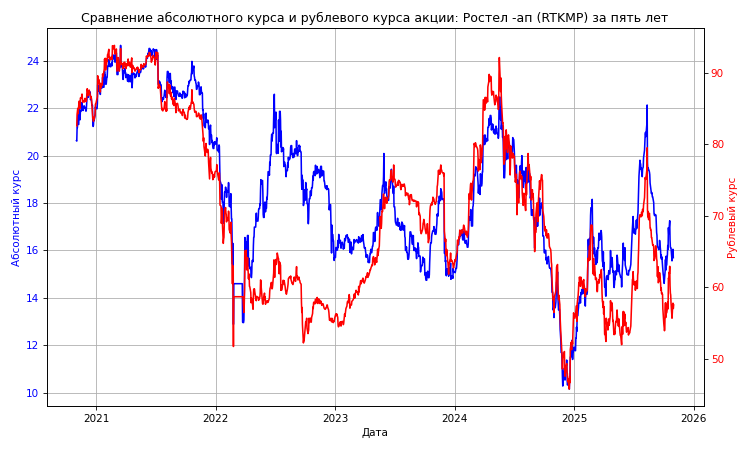 Сравнение абсолютного курса и рублевого курса акции: Ростел -ап (RTKMP) за пять лет
24
22
20
18
16
14
12
10
Абсолютный курс
90
80
70
60
50
Рублевый курс
2021 2022 2023 2024 2025 2026
Дата